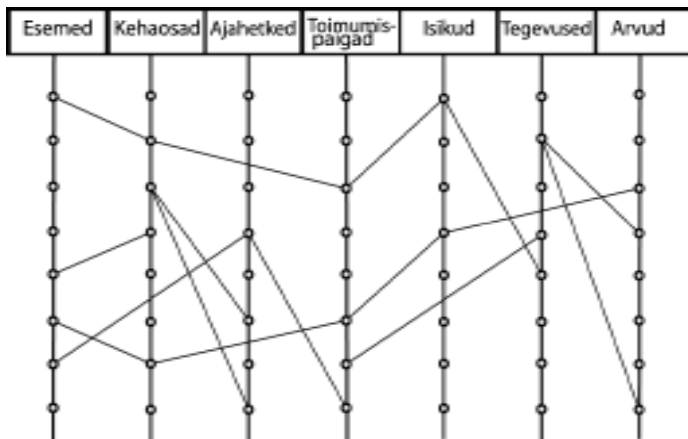 Esemed
Kehaosad
Ajahetked
Toimumis-
paigad
Isikud
Tegevused
Arvud